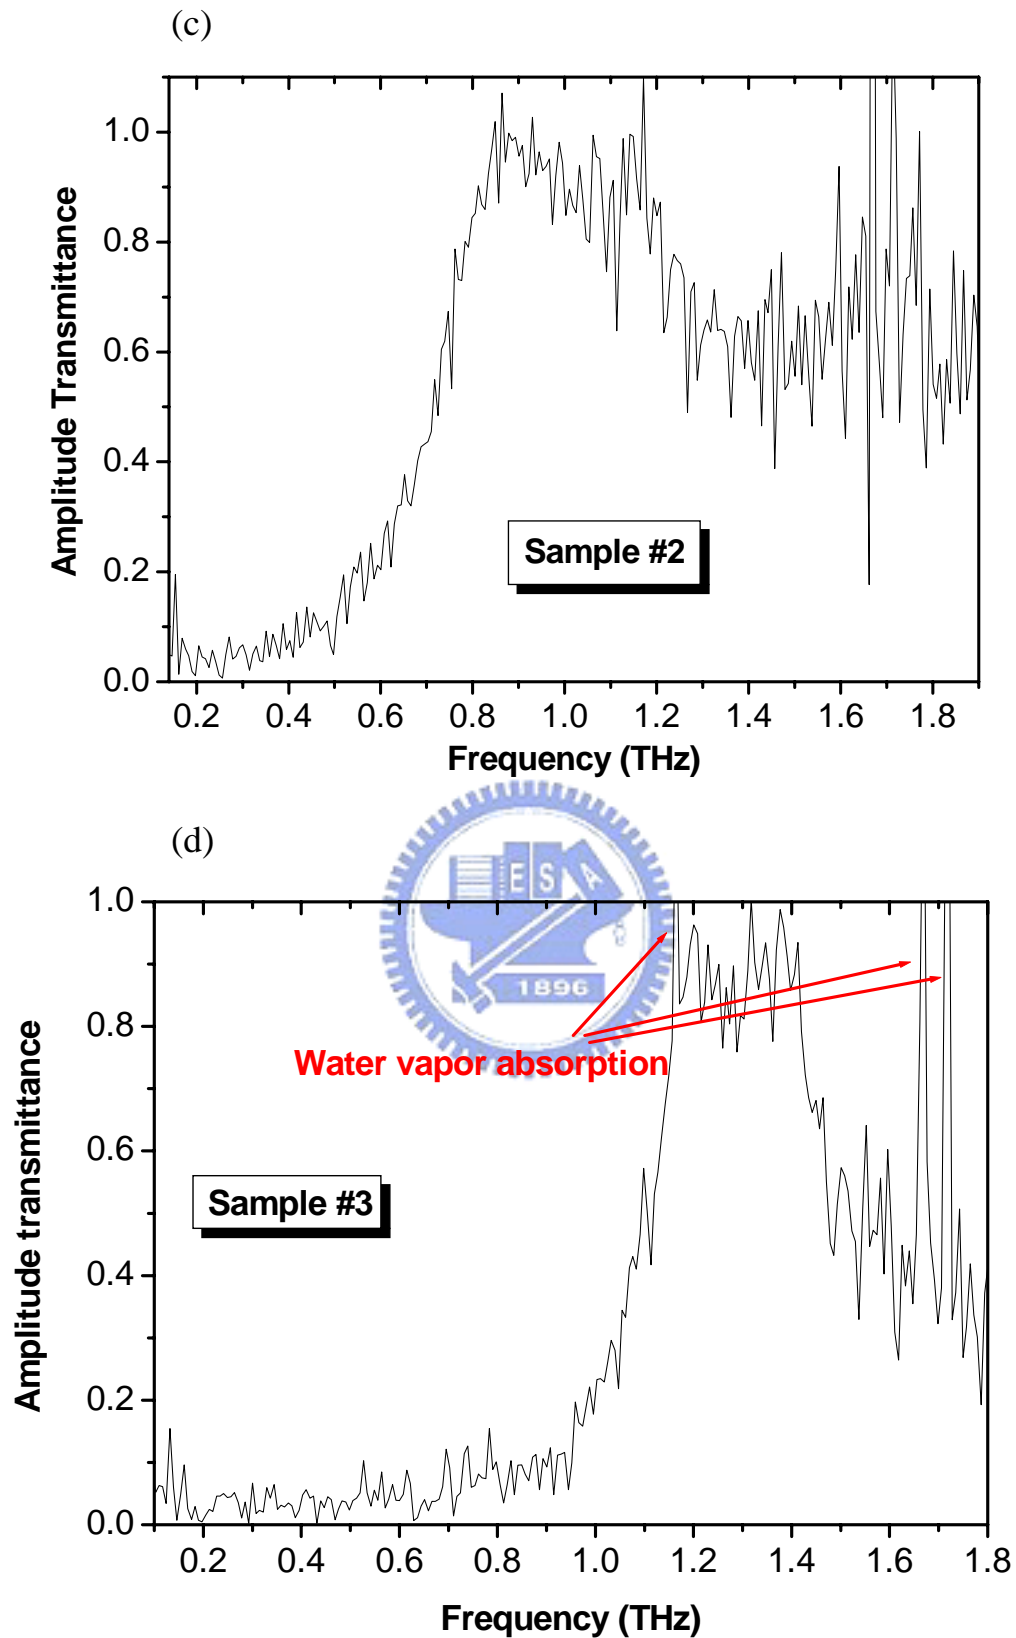 (c)
1.0
0.8
0.6
0.4
0.2
0.0
Amplitude Transmittance
Sample #2
0.2 0.4 0.6 0.8 1.0 1.2 1.4 1.6 1.8
Frequency (THz)
(d)
E S A
1896
1.0
0.8
0.6
0.4
0.2
0.0
Amplitude transmittance
Water vapor absorption
Sample #3
0.2 0.4 0.6 0.8 1.0 1.2 1.4 1.6 1.8
Frequency (THz)